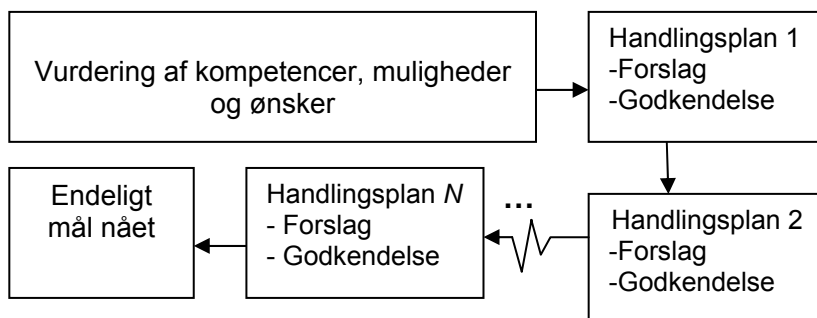 Vurdering af kompetencer, muligheder
og ønsker
Handlingsplan 1
-Forslag
-Godkendelse
Handlingsplan 2
-Forslag
-Godkendelse
...
Handlingsplan N
- Forslag
- Godkendelse
Endeligt
mål nået